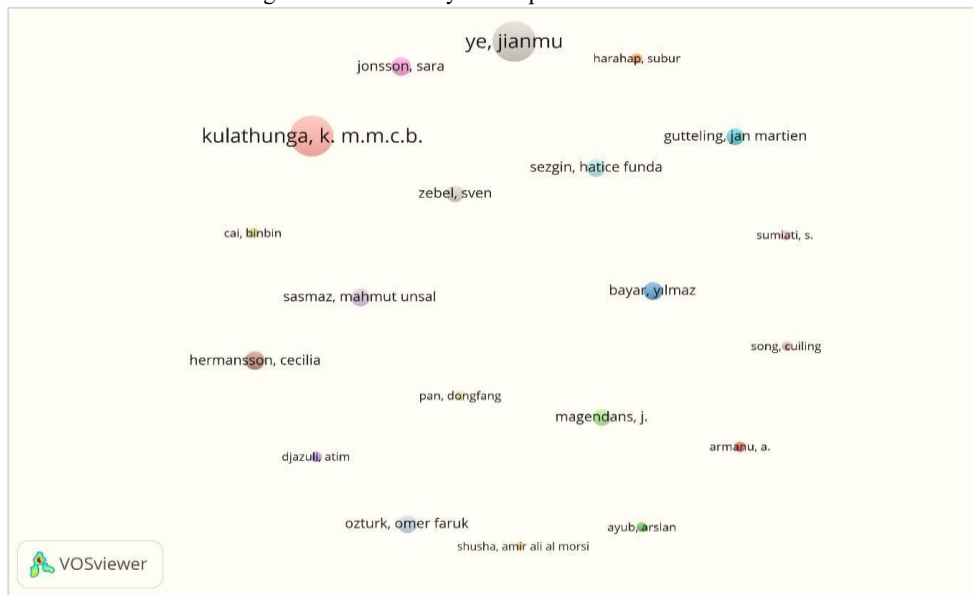 ye, jianmu
jonsson, sara
harahap, subur
kulathunga, k. m.m.c.b.
gutteling, jan martien
sezgin, hatice funda
zebel, sven
cai, binbin
sumiati, s.
sasmaz, mahmut unsal
bayar, yılmaz
song, cuiling
hermansson, cecilia
pan, dongfang
magendans, j.
armanu, a.
djazuli, atim
ozturk, omer faruk
ayub, arslan
shusha, amir ali al morsi
VOSviewer